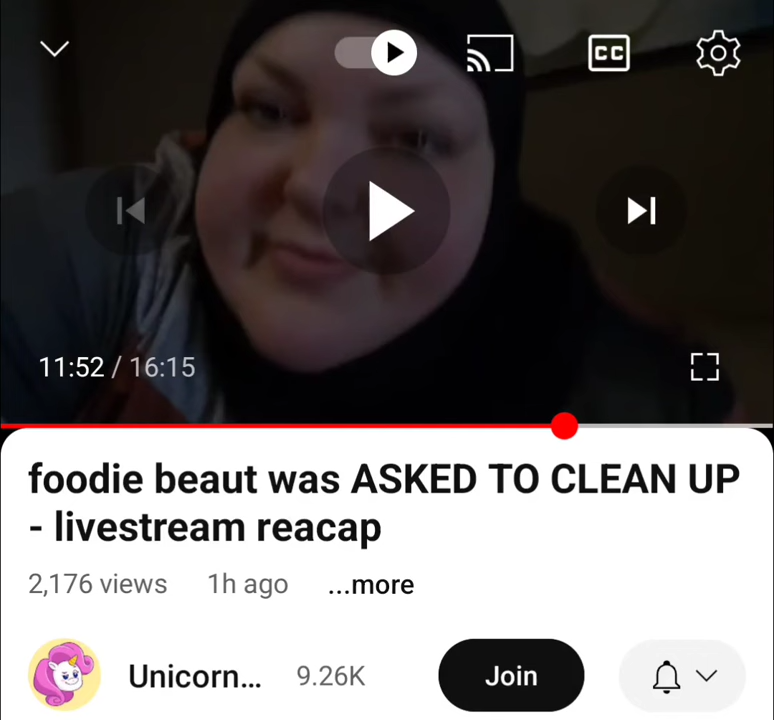 CC
11:52 / 16:15
foodie beaut was ASKED TO CLEAN UP
- livestream reacap
2,176 views 1h ago ...more
Unicorn... 9.26K Join